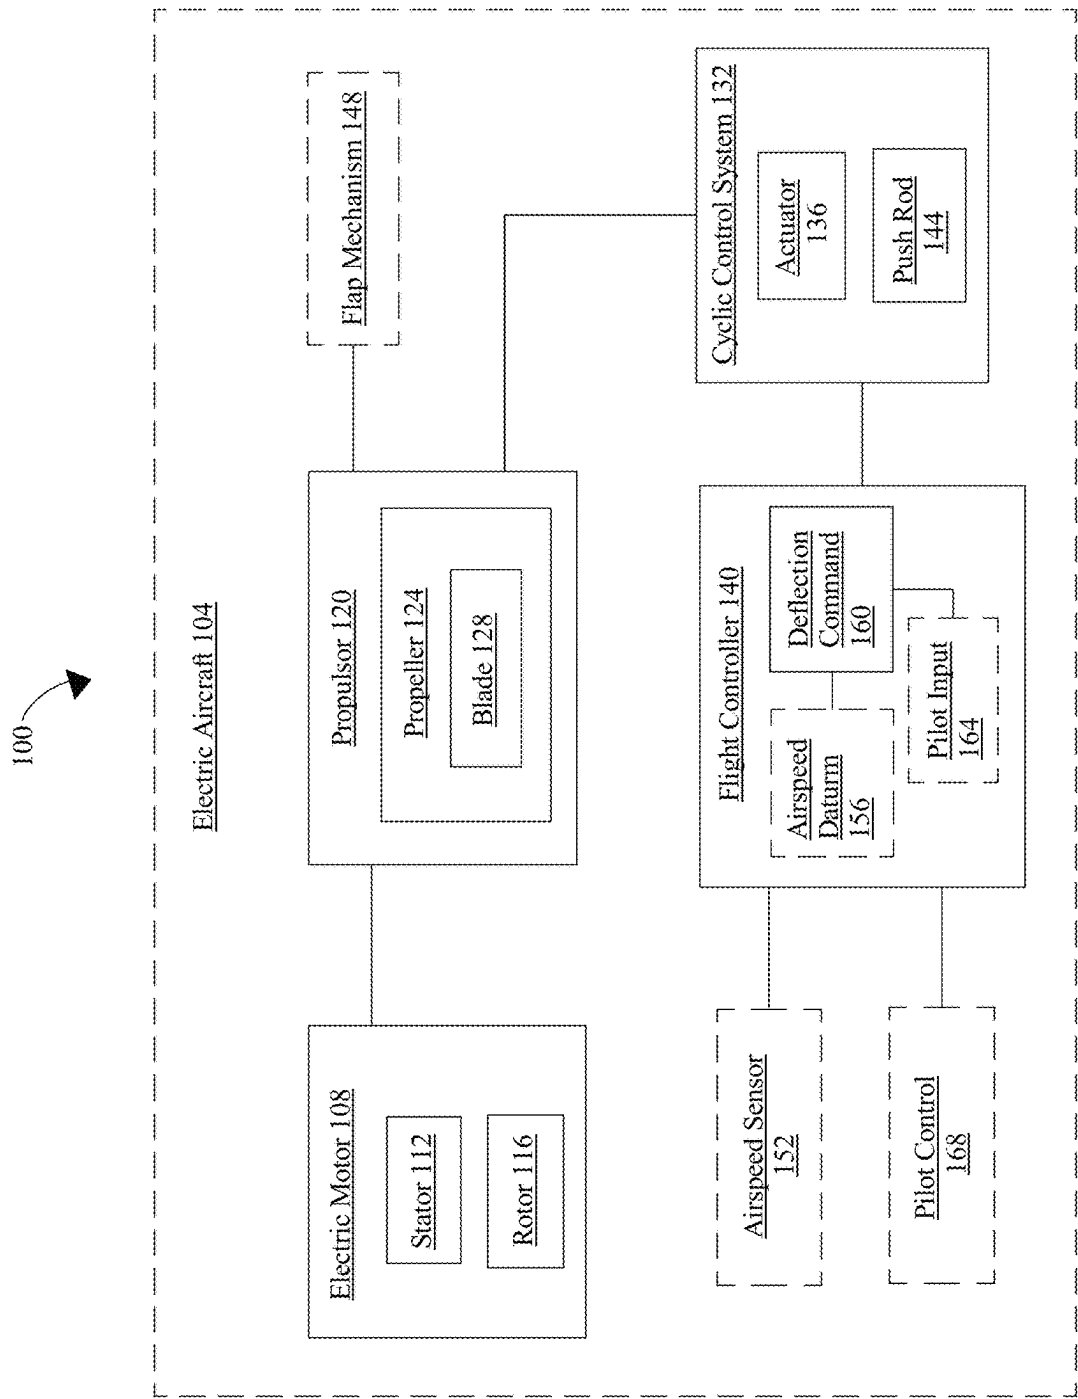 100
Electric Aircraft 104
Electric Motor 108
Stator 112
Rotor 116
Propulsor 120
Propeller 124
Blade 128
Flap Mechanism 148
Airspeed Sensor
152
Pilot Control
168
Flight Controller 140
Airspeed
Daturm
156
Deflection
Command
160
Pilot Input
164
Cyclic Control System 132
Actuator
136
Push Rod
144